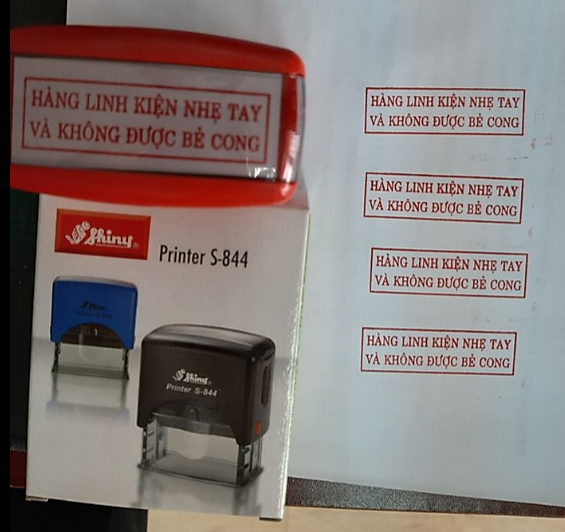 HÀNG LINH KIỆN NHẸ TAY
VÀ KHÔNG ĐƯỢC BẺ CONG
Shiny
Printer S-844
Shiny
Printer S-844
HÀNG LINH KIỆN NHẸ TAY
VÀ KHÔNG ĐƯỢC BẺ CONG
HÀNG LINH KIỆN NHẸ TAY
VÀ KHÔNG ĐƯỢC BẺ CONG
HÀNG LINH KIỆN NHẸ TAY
VÀ KHÔNG ĐƯỢC BẺ CONG
HÀNG LINH KIỆN NHẸ TAY
VÀ KHÔNG ĐƯỢC BẺ CONG